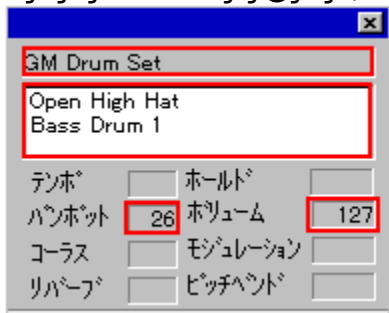 GM Drum Set
Open High Hat
Bass Drum 1
ﾃﾝﾎﾟ ﾎｰﾙﾄﾞ
ﾊﾟﾝﾎﾟｯﾄ 26 ﾎﾞﾘｭｰﾑ 127
ｺｰﾗｽ ﾓｼﾞｭﾚｰｼｮﾝ
ﾘﾊﾞｰﾌﾞ ﾋﾟｯﾁﾍﾞﾝﾄﾞ